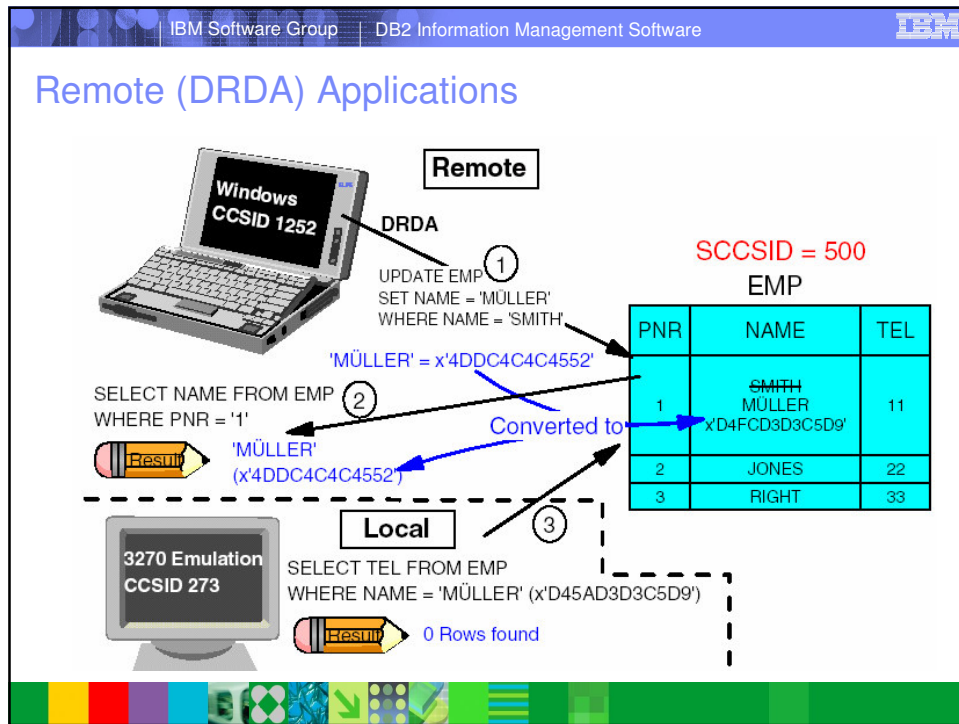 IBM Software Group | DB2 Information Management Software
IBM
Remote (DRDA) Applications
Remote
Windows
CCSID 1252
DRDA
1
UPDATE EMP
SET NAME = 'MÜLLER'
WHERE NAME = 'SMITH'
'MÜLLER' = x'4DDC4C4C4552'
SCCSID = 500
EMP
PNR NAME TEL
1 SMITH MÜLLER x'D4FCD3D3C5D9' 11
2 JONES 22
3 RIGHT 33
SELECT NAME FROM EMP
WHERE PNR = '1'
2
Converted to
Result
'MÜLLER'
(x'4DDC4C4C4552')
Local
3
3270 Emulation
CCSID 273
SELECT TEL FROM EMP
WHERE NAME = 'MÜLLER' (x'D45AD3D3C5D9')
Result
0 Rows found